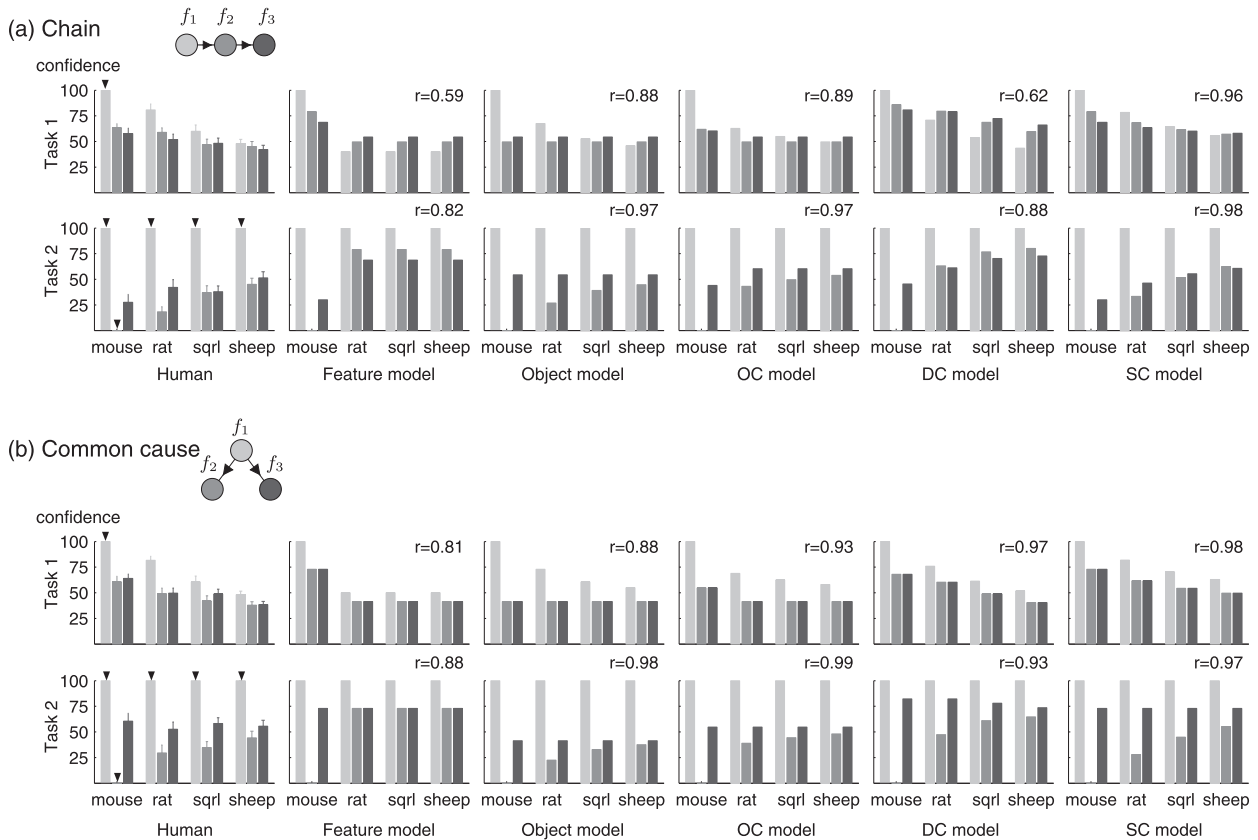 (a) Chain
f1 f2 f3
confidence
Task 1
100
75
50
25
r=0.59
r=0.88
r=0.89
r=0.62
r=0.96
Task 2
100
75
50
25
r=0.82
r=0.97
r=0.97
r=0.88
r=0.98
mouse rat sqrl sheep mouse rat sqrl sheep mouse rat sqrl sheep mouse rat sqrl sheep mouse rat sqrl sheep mouse rat sqrl sheep
Human Feature model Object model OC model DC model SC model
(b) Common cause
f1
f2 f3
confidence
Task 1
100
75
50
25
r=0.81
r=0.88
r=0.93
r=0.97
r=0.98
Task 2
100
75
50
25
r=0.88
r=0.98
r=0.99
r=0.93
r=0.97
mouse rat sqrl sheep mouse rat sqrl sheep mouse rat sqrl sheep mouse rat sqrl sheep mouse rat sqrl sheep mouse rat sqrl sheep
Human Feature model Object model OC model DC model SC model